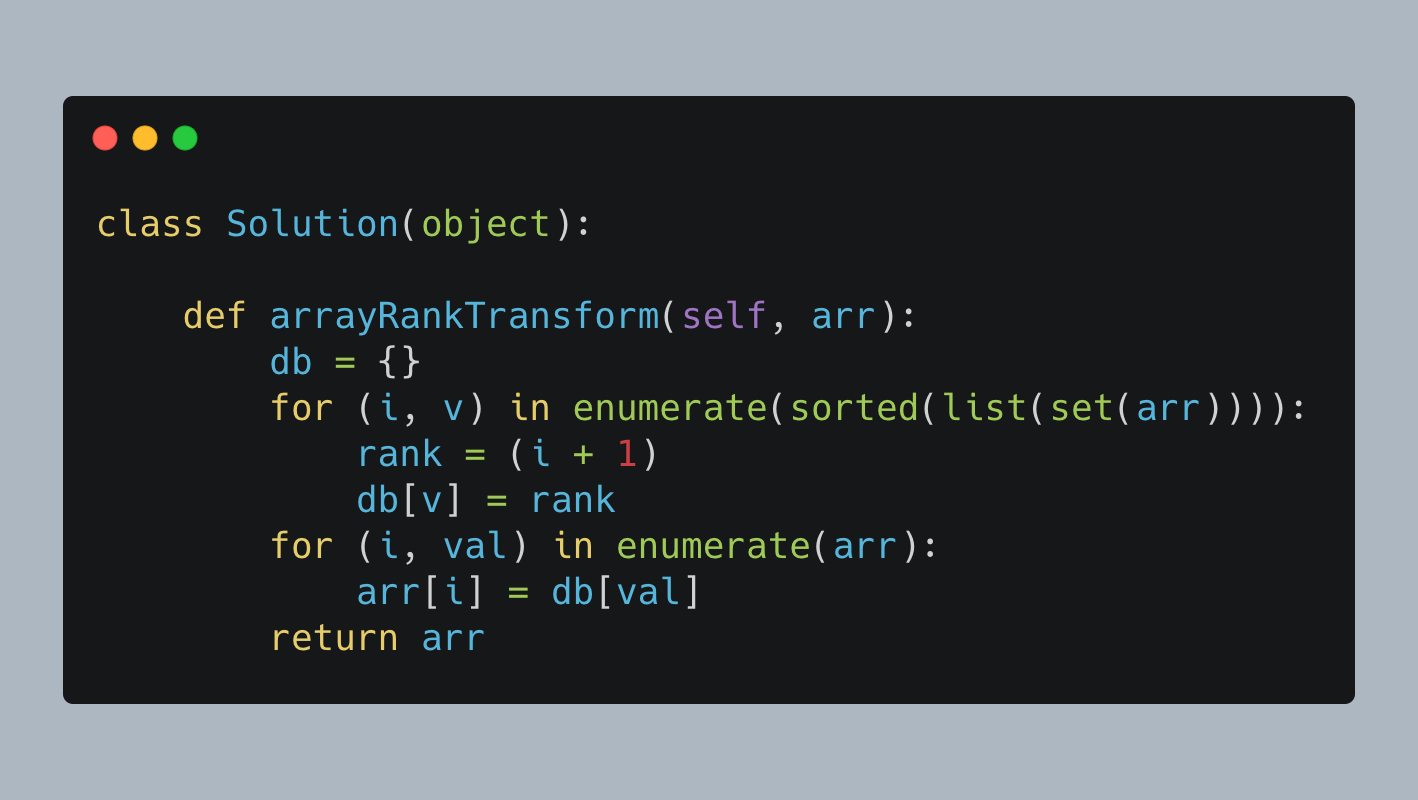 class Solution(object):
    def arrayRankTransform(self, arr):
        db = {}
        for (i, v) in enumerate(sorted(list(set(arr)))):
            rank = (i + 1)
            db[v] = rank
        for (i, val) in enumerate(arr):
            arr[i] = db[val]
        return arr